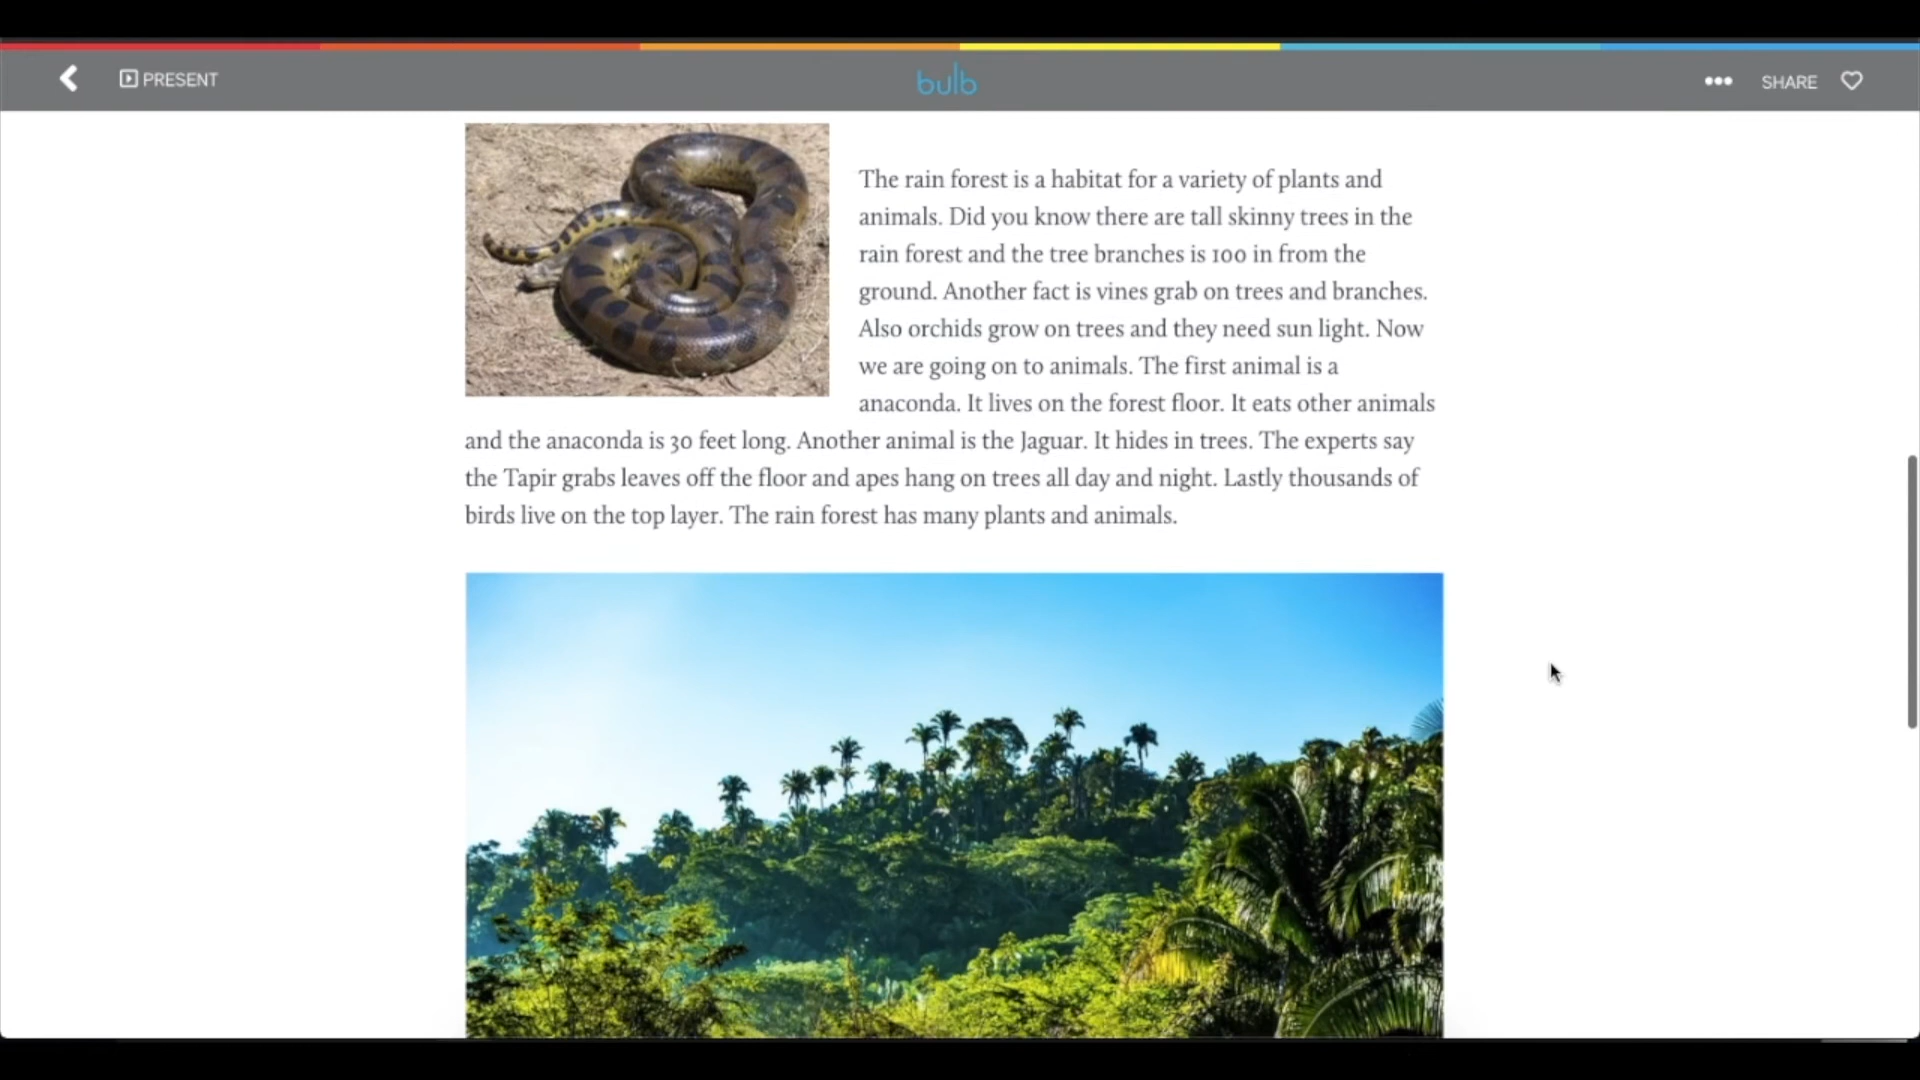 PRESENT
bulb
SHARE
The rain forest is a habitat for a variety of plants and
animals. Did you know there are tall skinny trees in the
rain forest and the tree branches is 100 in from the
ground. Another fact is vines grab on trees and branches.
Also orchids grow on trees and they need sun light. Now
we are going on to animals. The first animal is a
anaconda. It lives on the forest floor. It eats other animals
and the anaconda is 30 feet long. Another animal is the Jaguar. It hides in trees. The experts say
the Tapir grabs leaves off the floor and apes hang on trees all day and night. Lastly thousands of
birds live on the top layer. The rain forest has many plants and animals.